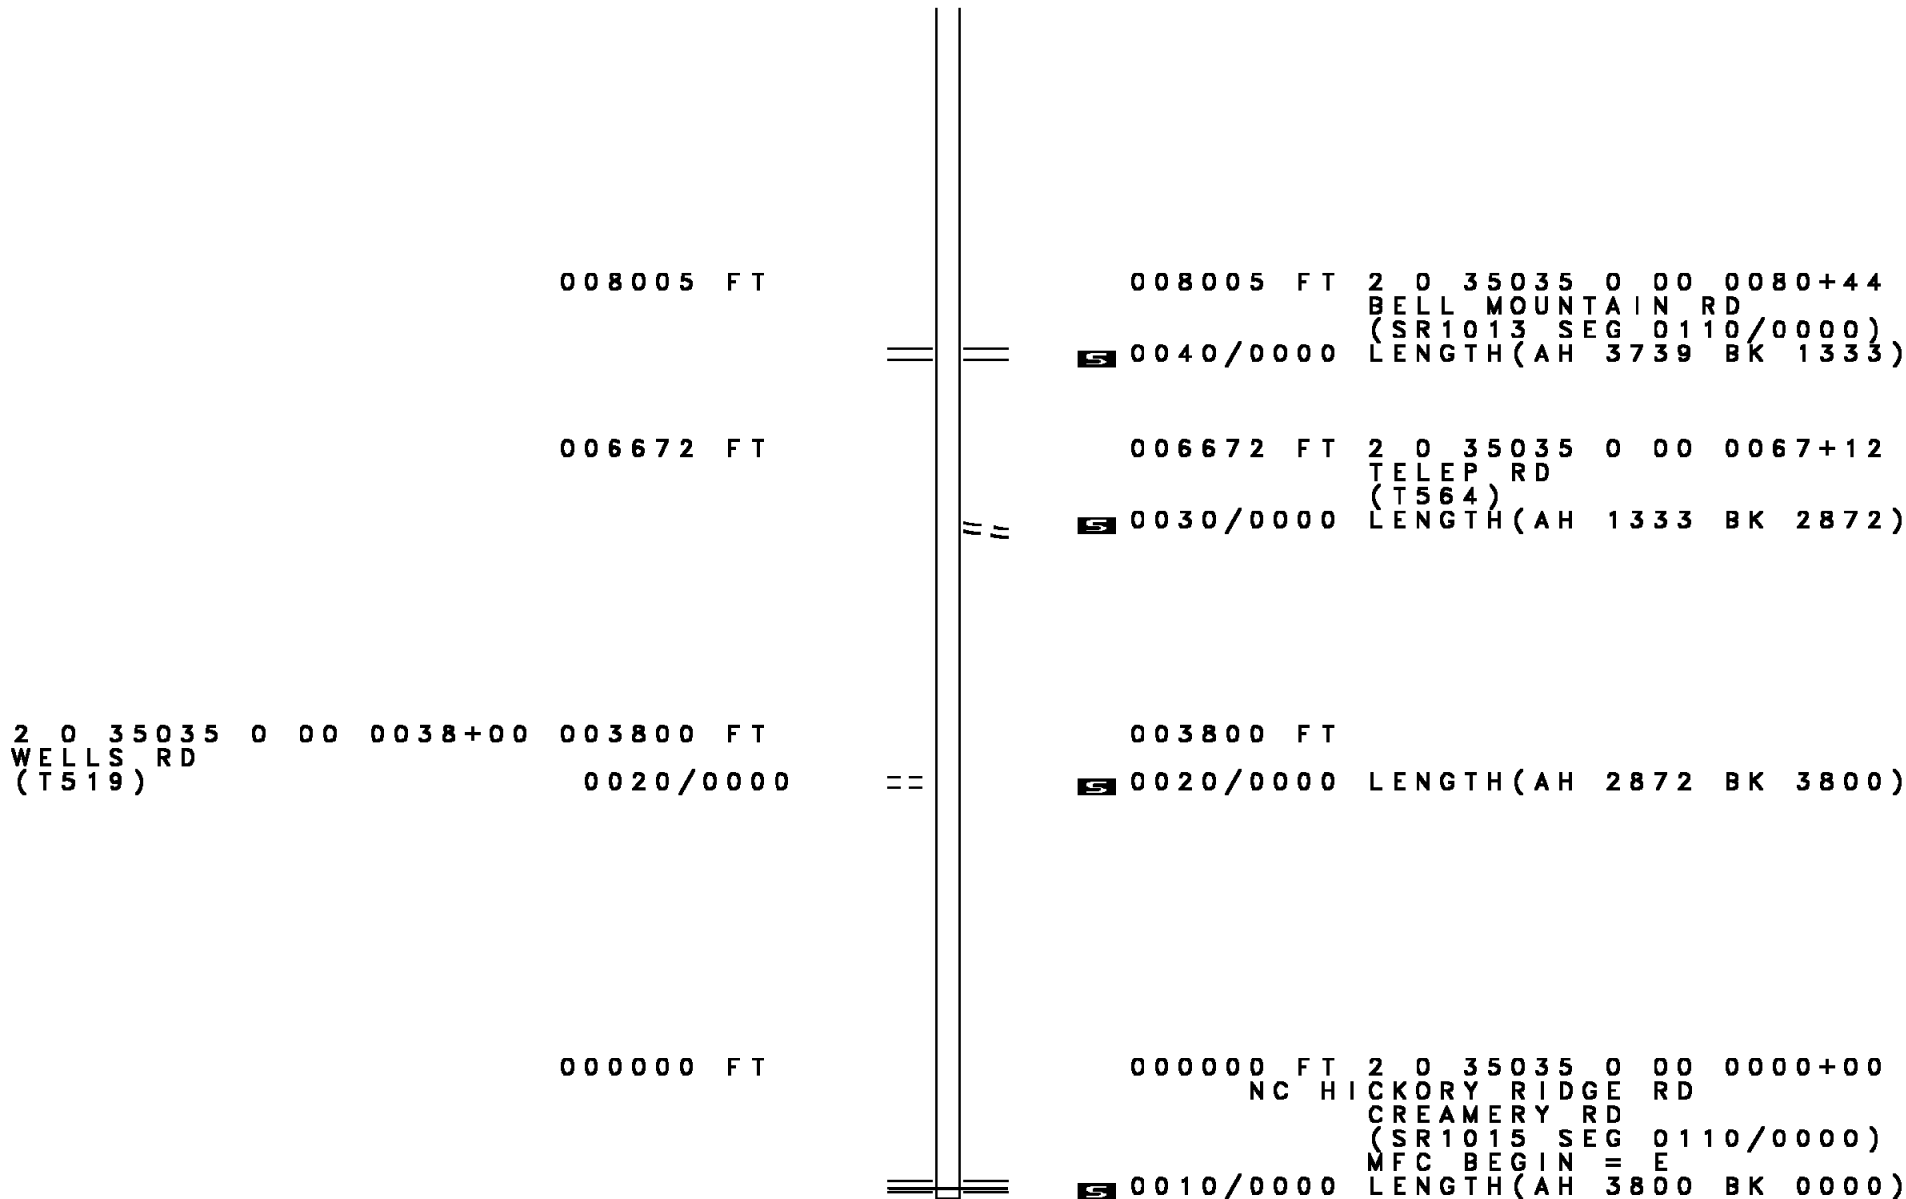 008005 FT 008005 FT 2 0 35035 0 00 0080+44
BELL MOUNTAIN RD
(SR1013 SEG 0110/0000)
S 0040/0000 LENGTH(AH 3739 BK 1333)
006672 FT 006672 FT 2 0 35035 0 00 0067+12
TELEP RD
(T564)
S 0030/0000 LENGTH(AH 1333 BK 2872)
2 0 35035 0 00 0038+00 003800 FT 003800 FT
WELLS RD
(T519) 0020/0000 S 0020/0000 LENGTH(AH 2872 BK 3800)
000000 FT 000000 FT 2 0 35035 0 00 0000+00
NC HICKORY RIDGE RD
CREAMERY RD
(SR1015 SEG 0110/0000)
MFC BEGIN = E
S 0010/0000 LENGTH(AH 3800 BK 0000)